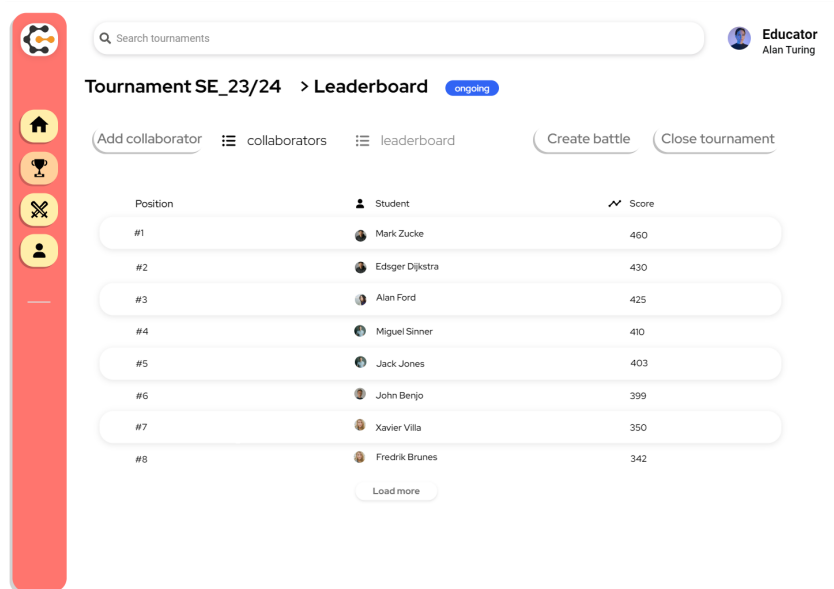 Search tournaments
Educator
Alan Turing
Tournament SE_23/24 > Leaderboard ongoing
Add collaborator collaborators leaderboard Create battle Close tournament
Position Student Score
#1 Mark Zucke 460
#2 Edsger Dijkstra 430
#3 Alan Ford 425
#4 Miguel Sinner 410
#5 Jack Jones 403
#6 John Benjo 399
#7 Xavier Villa 350
#8 Fredrik Brunes 342
Load more